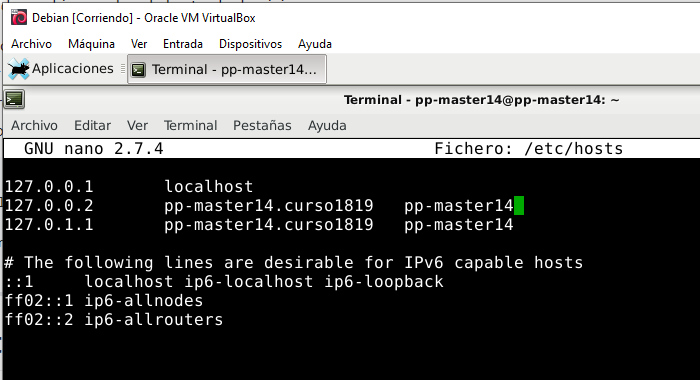 Debian [Corriendo] - Oracle VM VirtualBox
Archivo Máquina Ver Entrada Dispositivos Ayuda
Aplicaciones Terminal - pp-master14...
Terminal - pp-master14@pp-master14: ~
Archivo Editar Ver Terminal Pestañas Ayuda
GNU nano 2.7.4 Fichero: /etc/hosts
127.0.0.1 localhost
127.0.0.2 pp-master14.curso1819 pp-master14
127.0.1.1 pp-master14.curso1819 pp-master14
# The following lines are desirable for IPv6 capable hosts
::1 localhost ip6-localhost ip6-loopback
ff02::1 ip6-allnodes
ff02::2 ip6-allrouters